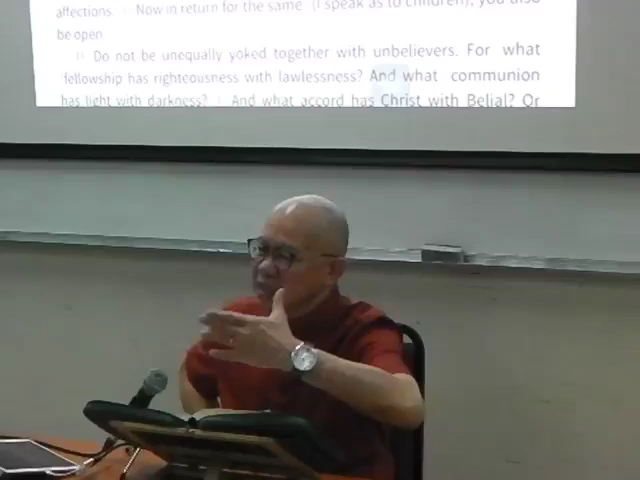 affections. Now in return for the same (I speak as to children), you also
be open
Do not be unequally yoked together with unbelievers. For what
fellowship has righteousness with lawlessness? And what communion
has light with darkness? And what accord has Christ with Belial? Or